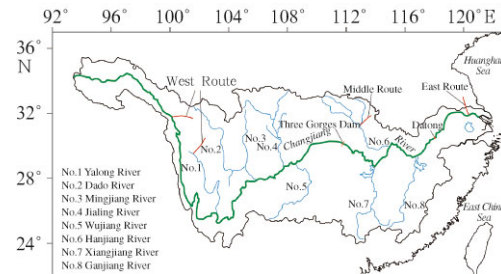 92° 96° 100° 104° 108° 112° 116° 120° E
36°
N
32°
28°
24°
Huanghai
Sea
West Route
Middle Route
East Route
Three Gorges Dam
Datong
Changjiang
River
No.1
No.2
No.3
No.4
No.5
No.6
No.7
No.8
East China
Sea
No.1 Yalong River
No.2 Dado River
No.3 Mingjiang River
No.4 Jialing River
No.5 Wujiang River
No.6 Hanjiang River
No.7 Xiangjiang River
No.8 Ganjiang River